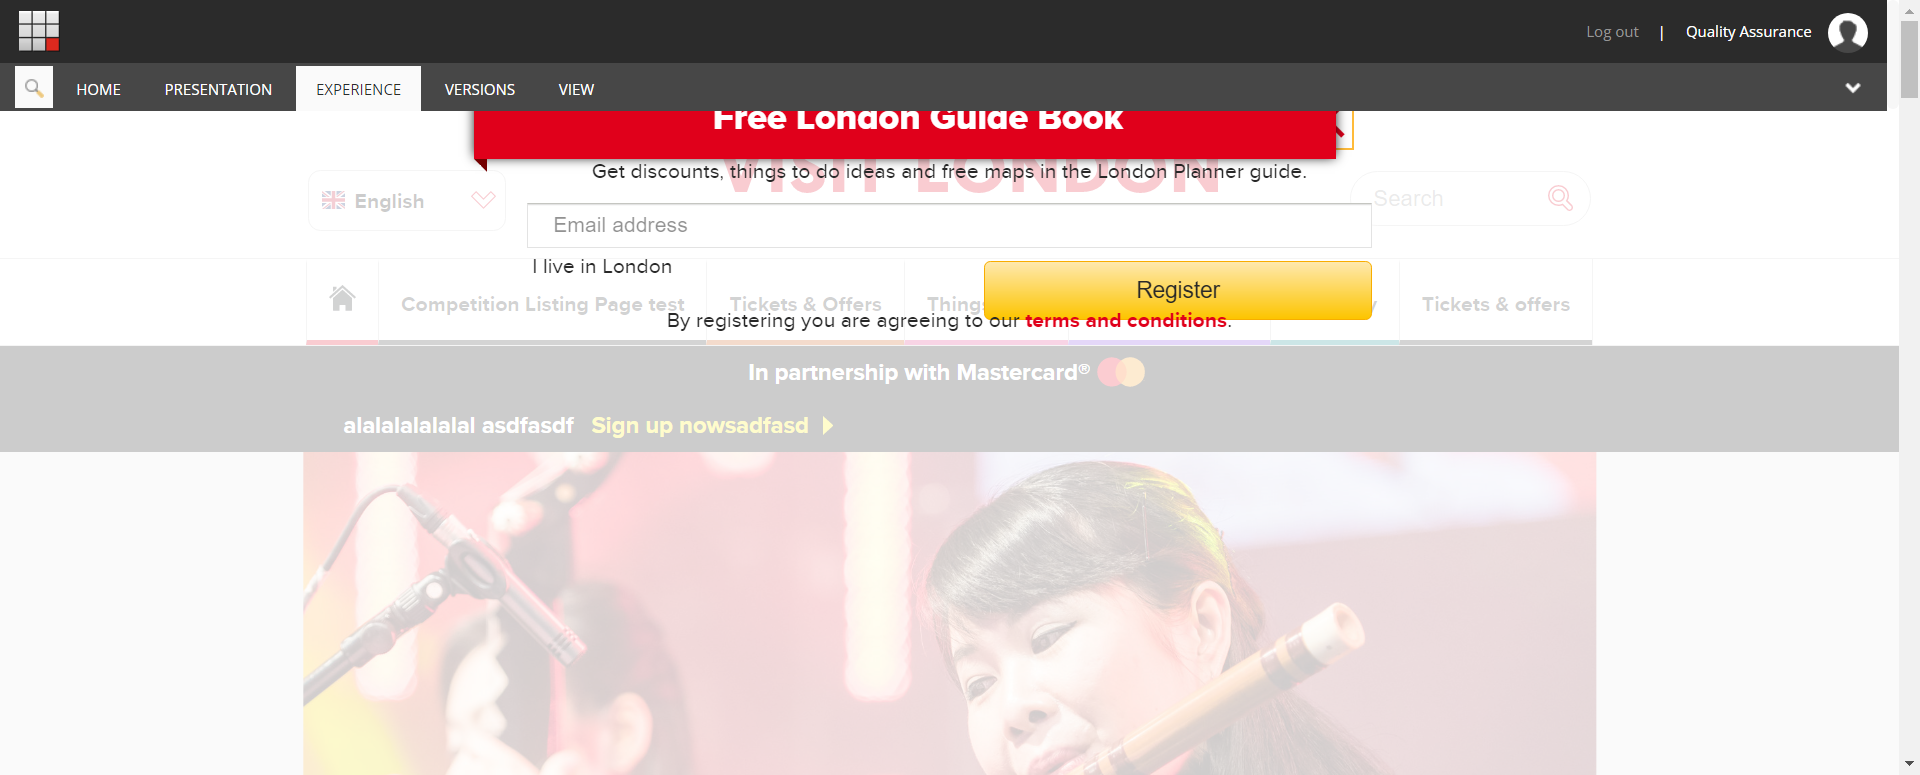 Log out | Quality Assurance
HOME PRESENTATION EXPERIENCE VERSIONS VIEW
Free London Guide Book
VISIT LONDON
Get discounts, things to do ideas and free maps in the London Planner guide.
English
Search
Email address
I live in London
Register
Competition Listing Page test Tickets & Offers Tickets & offers
By registering you are agreeing to our terms and conditions.
In partnership with Mastercard®
alalalalalalal asdfasdf Sign up nowsadfasd